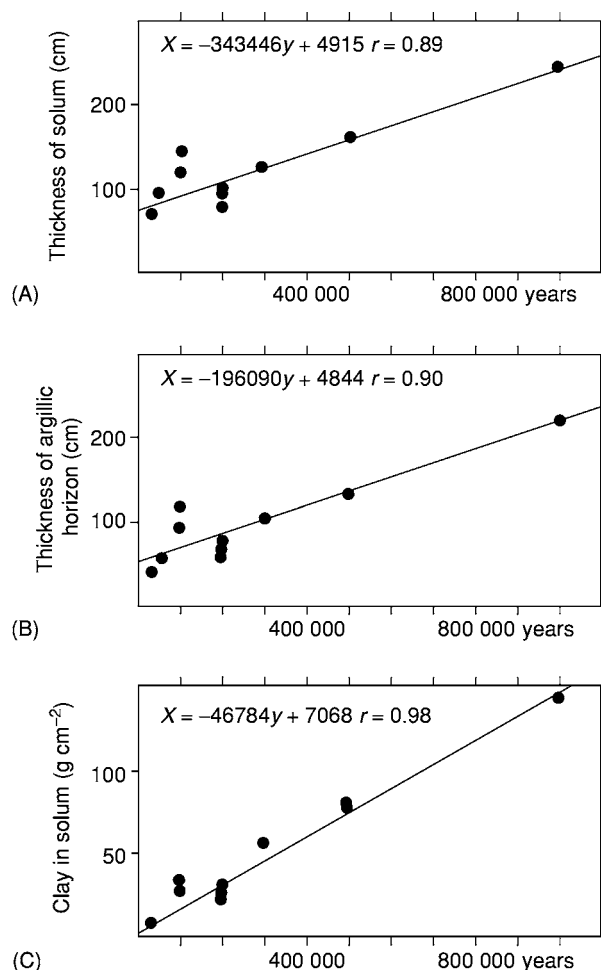 X = −343446y + 4915 r = 0.89
Thickness of solum (cm)
200
100
(A)
400 000
800 000 years
X = −196090y + 4844 r = 0.90
Thickness of argillic
horizon (cm)
200
100
(B)
400 000
800 000 years
X = −46784y + 7068 r = 0.98
Clay in solum (g cm⁻²)
100
50
(C)
400 000
800 000 years